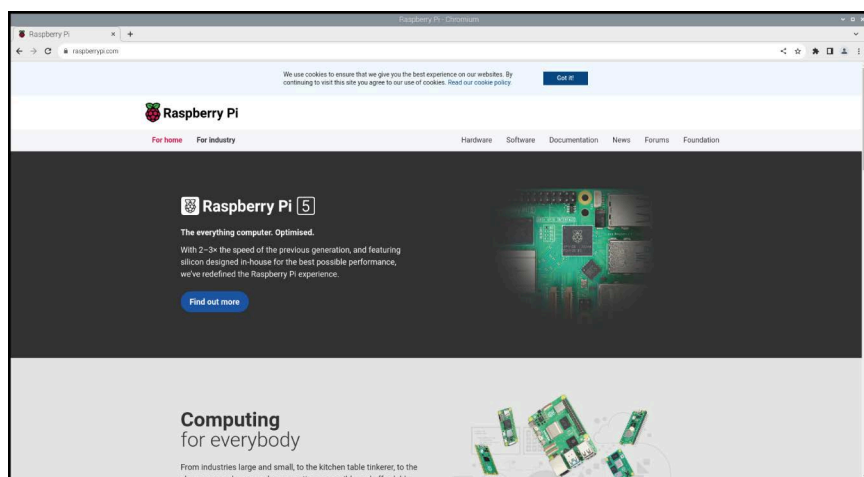 Raspberry Pi - Chromium
Raspberry Pi
raspberrypi.com
We use cookies to ensure that we give you the best experience on our websites. By
continuing to visit this site you agree to our use of cookies. Read our cookie policy.
Got it!
Raspberry Pi
For home For industry Hardware Software Documentation News Forums Foundation
Raspberry Pi 5
The everything computer. Optimised.
With 2–3× the speed of the previous generation, and featuring
silicon designed in-house for the best possible performance,
we've redefined the Raspberry Pi experience.
Find out more
Computing
for everybody
From industries large and small, to the kitchen table tinkerer, to the